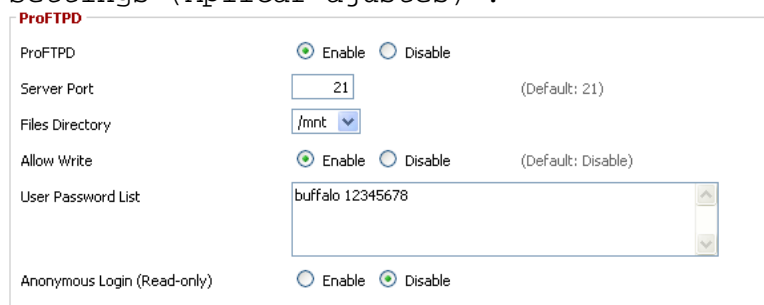 Settings (Aplicar ajustes)".
ProFTPD
ProFTPD Enable Disable
Server Port 21 (Default: 21)
Files Directory /mnt
Allow Write Enable Disable (Default: Disable)
User Password List buffalo 12345678
Anonymous Login (Read-only) Enable Disable